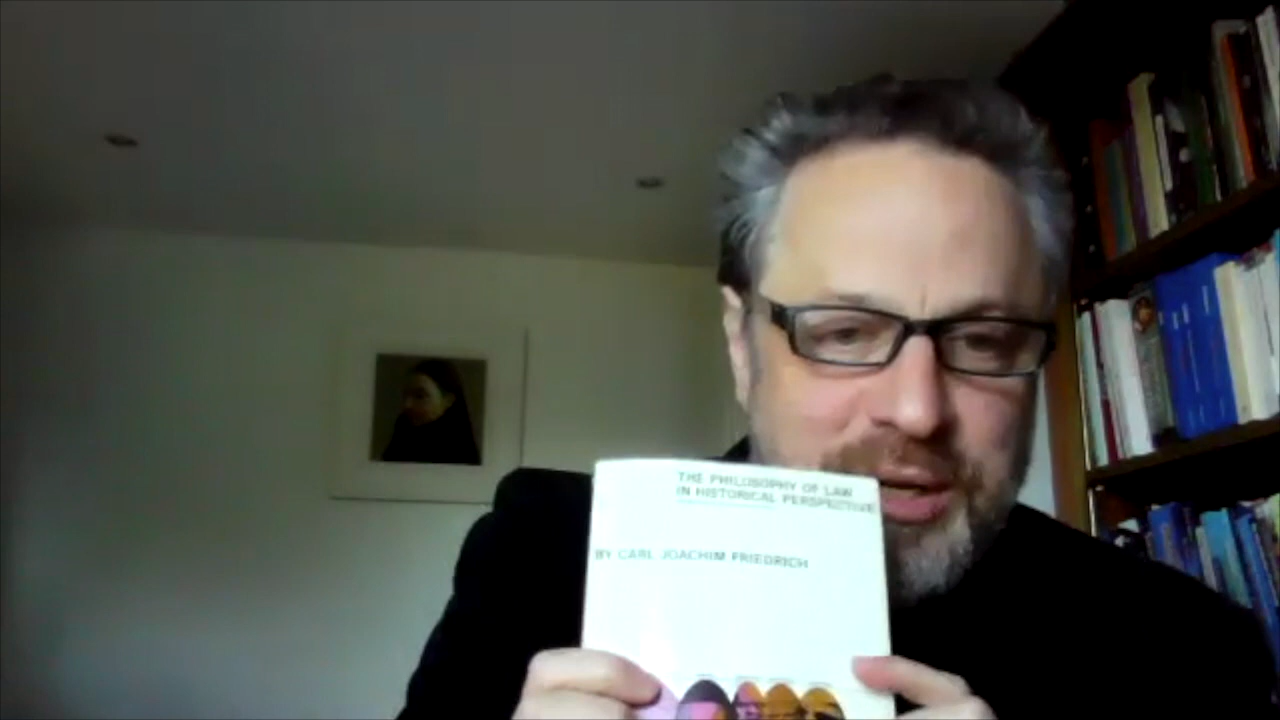 THE PHILOSOPHY OF LAW
IN HISTORICAL PERSPECTIVE
BY CARL JOACHIM FRIEDRICH